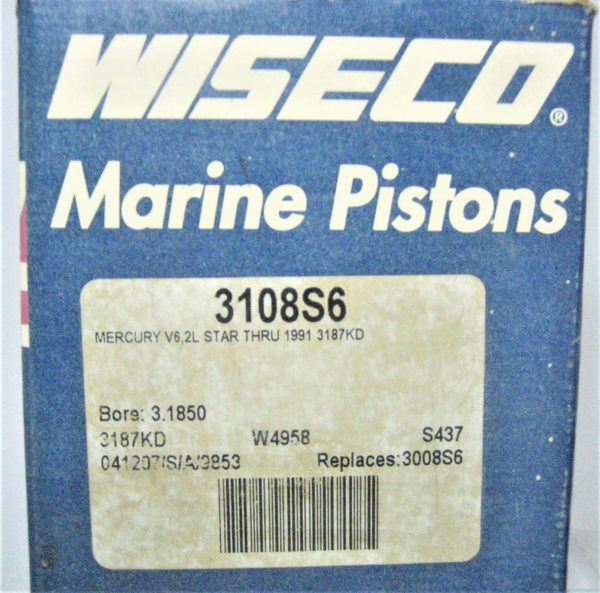 WISECO®
Marine Pistons
3108S6
MERCURY V6,2L STAR THRU 1991 3187KD
Bore: 3.1850
3187KD W4958 S437
041207/S/A/9853 Replaces:3008S6